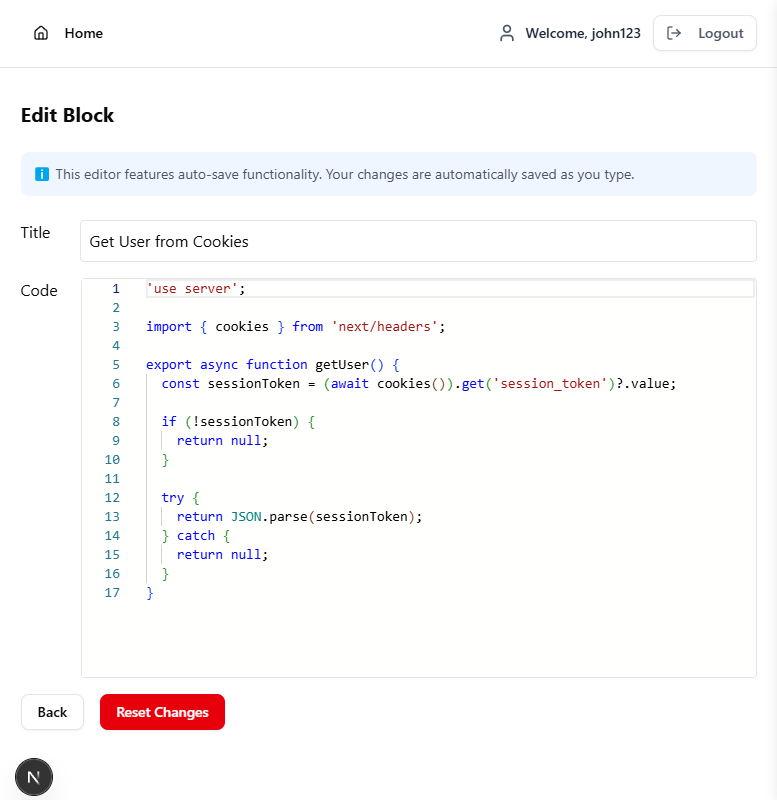 Home
Welcome, john123
Logout
Edit Block
i This editor features auto-save functionality. Your changes are automatically saved as you type.
Title
Get User from Cookies
Code
1 'use server';
2
3 import { cookies } from 'next/headers';
4
5 export async function getUser() {
6   const sessionToken = (await cookies()).get('session_token')?.value;
7
8   if (!sessionToken) {
9     return null;
10   }
11
12   try {
13     return JSON.parse(sessionToken);
14   } catch {
15     return null;
16   }
17 }
Back
Reset Changes
N